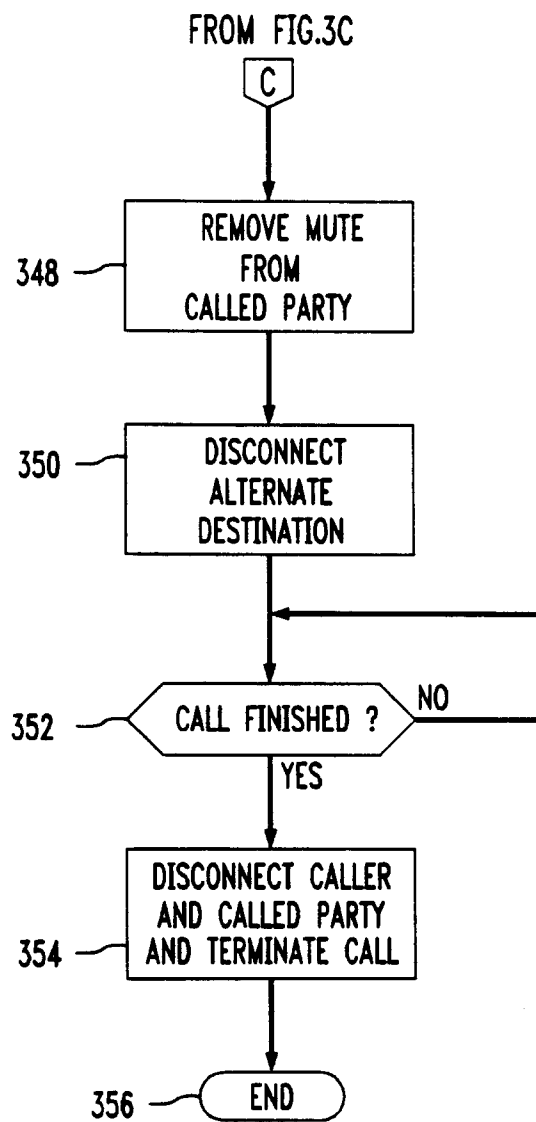 FROM FIG.3C
C
348
REMOVE MUTE
FROM
CALLED PARTY
350
DISCONNECT
ALTERNATE
DESTINATION
352
CALL FINISHED ?
NO
YES
354
DISCONNECT CALLER
AND CALLED PARTY
AND TERMINATE CALL
356
END